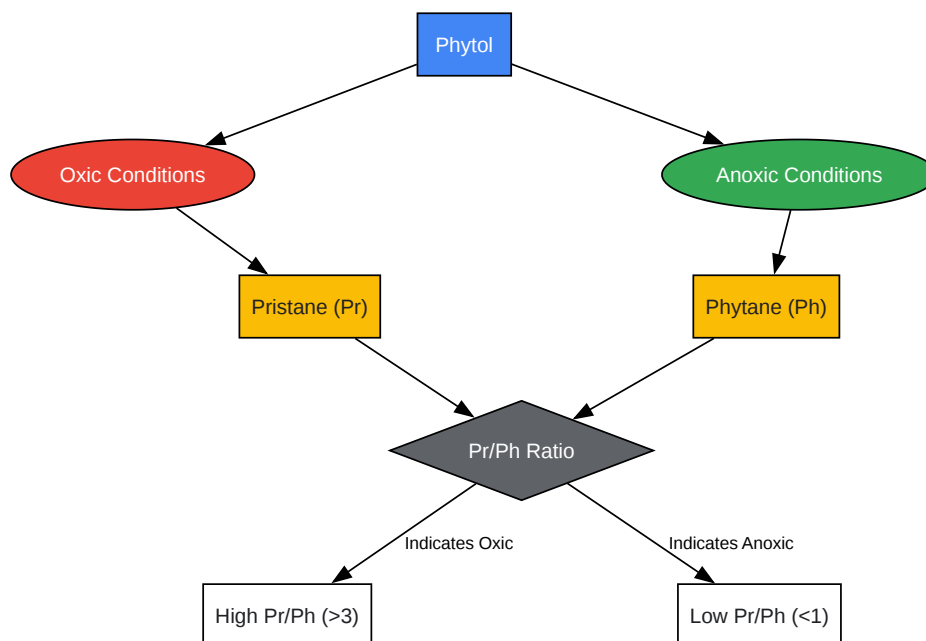 Phytol
Oxic Conditions
Anoxic Conditions
Pristane (Pr)
Phytane (Ph)
Pr/Ph Ratio
Indicates Oxic
Indicates Anoxic
High Pr/Ph (>3)
Low Pr/Ph (<1)